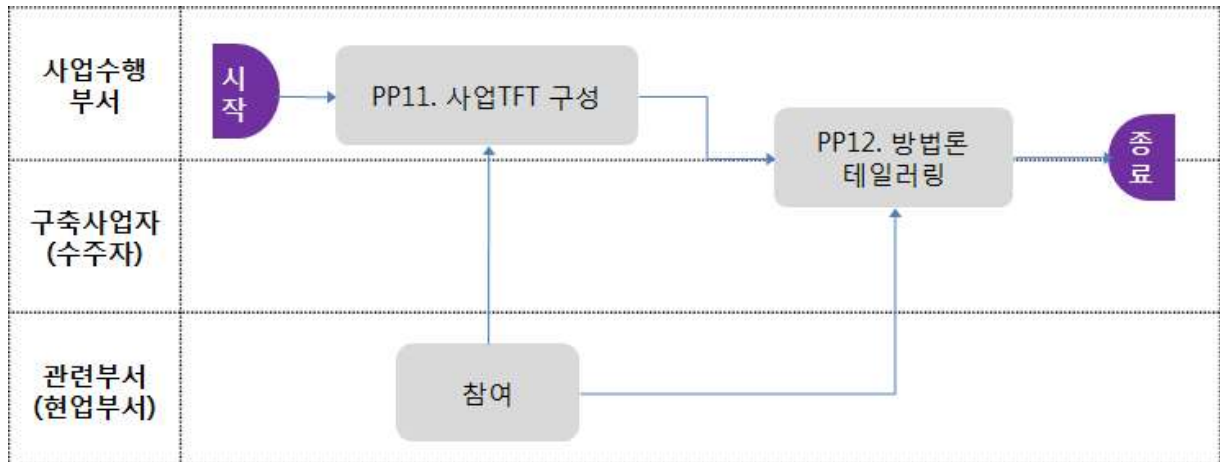 사업수행
부서
시
작
PP11. 사업TFT 구성
PP12. 방법론
테일러링
종
료
구축사업자
(수주자)
관련부서
(현업부서)
참여